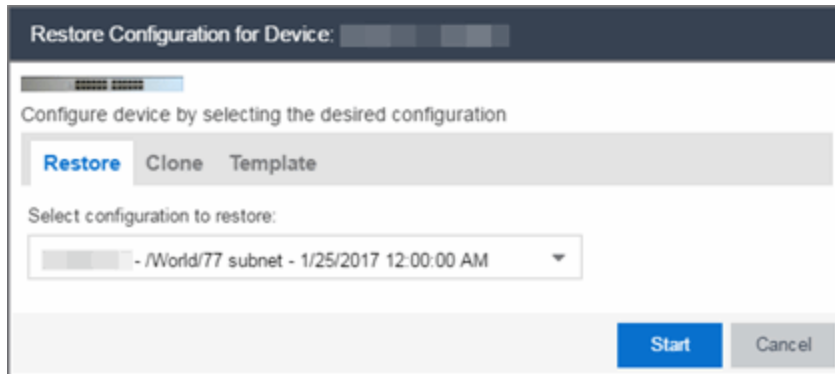 Restore Configuration for Device:
Configure device by selecting the desired configuration
Restore Clone Template
Select configuration to restore:
- /World/77 subnet - 1/25/2017 12:00:00 AM
Start Cancel